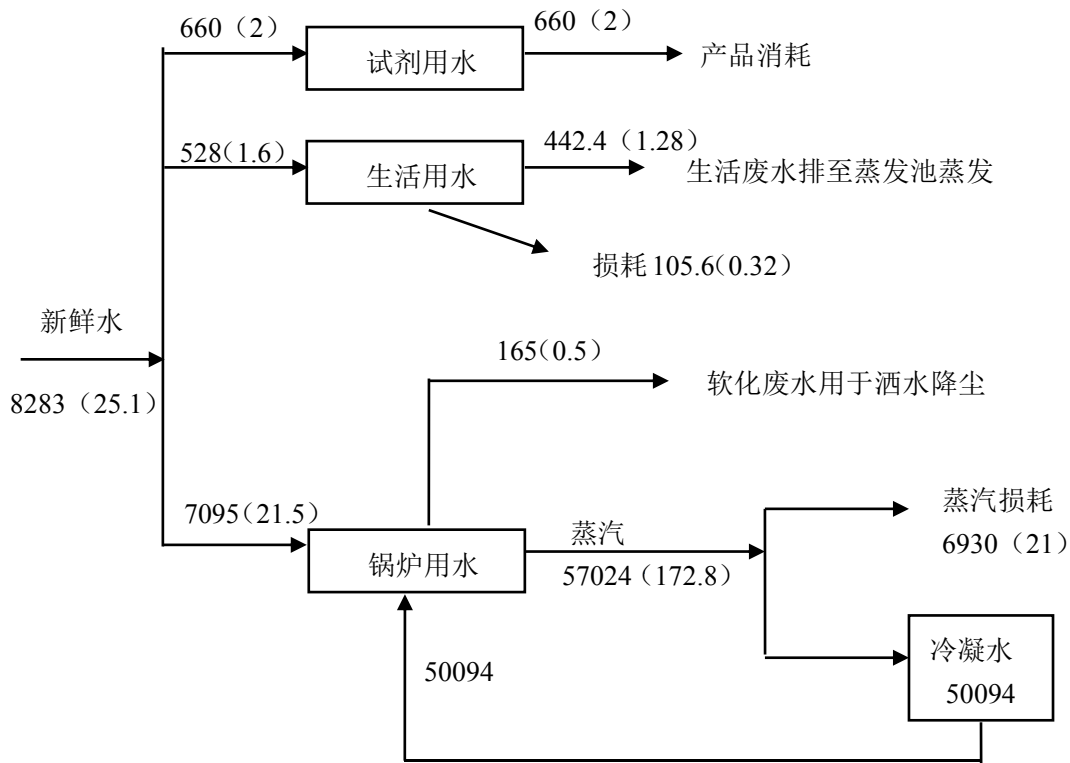 660（2）
试剂用水
660（2）
产品消耗
528(1.6）
生活用水
442.4（1.28）
生活废水排至蒸发池蒸发
损耗 105.6(0.32）
新鲜水
8283（25.1）
165(0.5）
软化废水用于洒水降尘
7095(21.5）
锅炉用水
蒸汽
57024（172.8）
蒸汽损耗
6930（21）
冷凝水
50094
50094